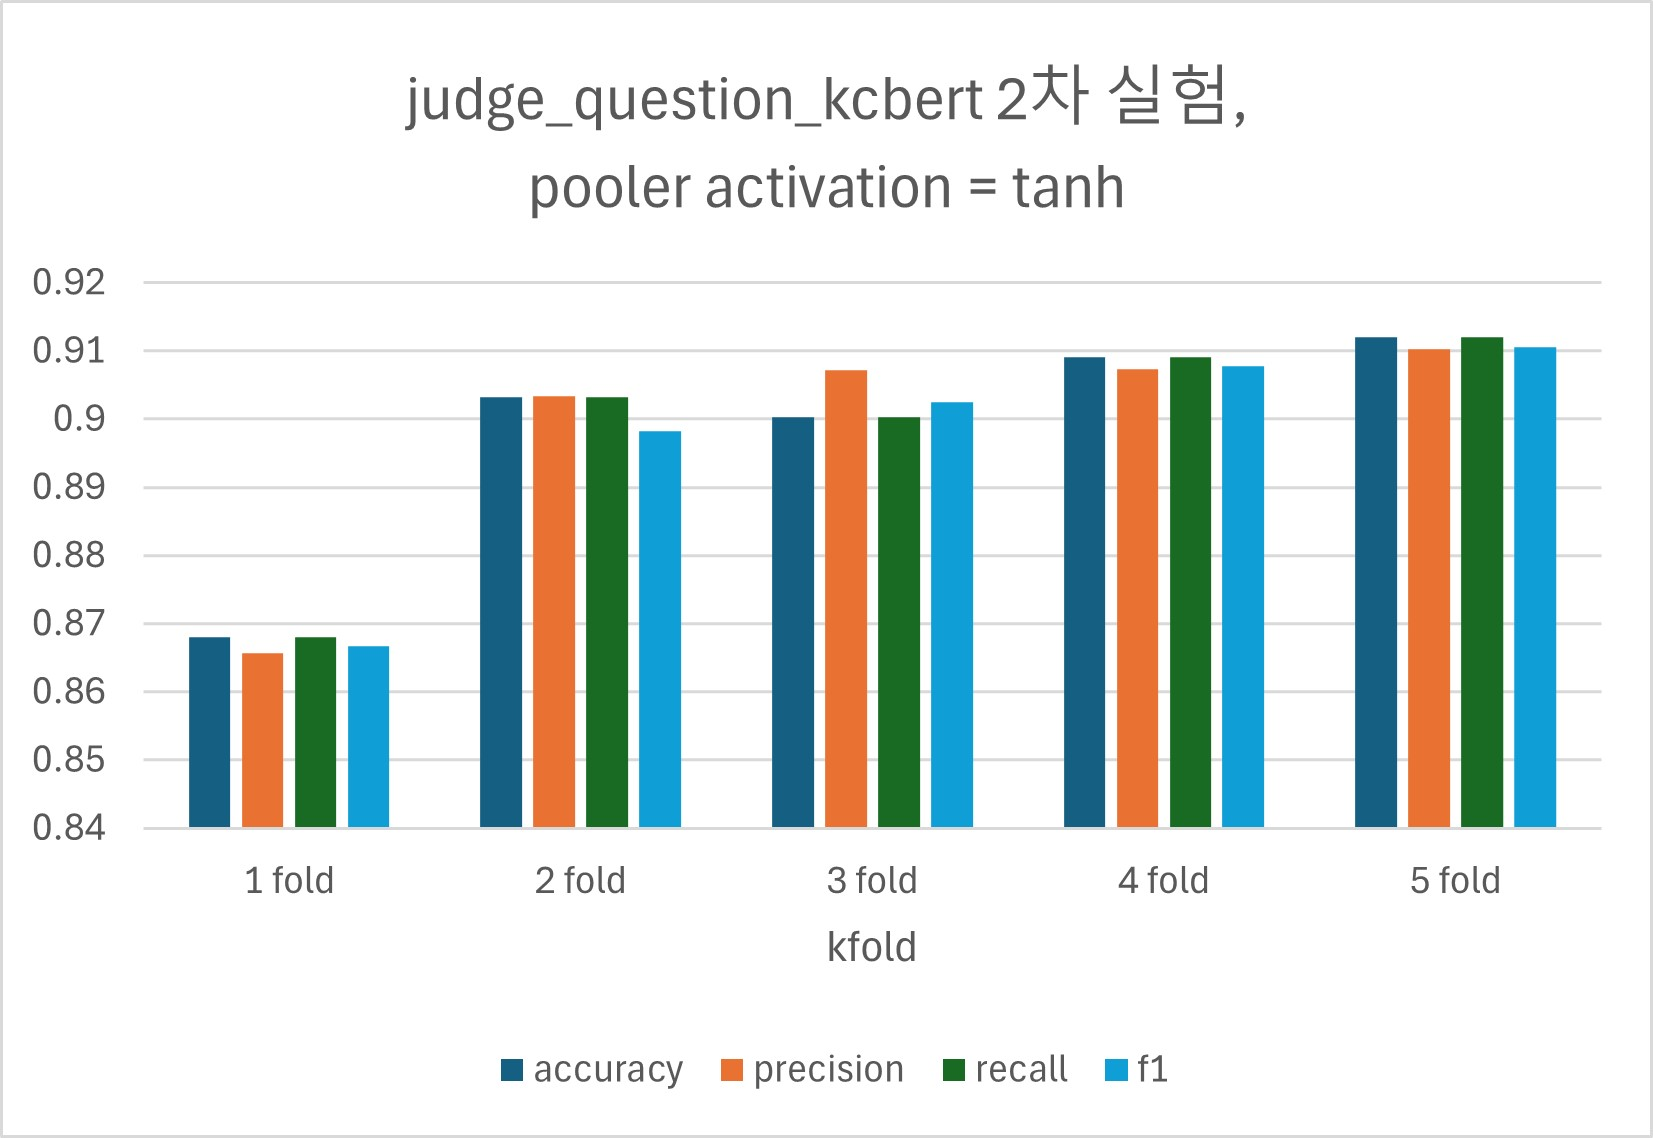 judge_question_kcbert 2차 실험,
pooler activation = tanh
0.92
0.91
0.9
0.89
0.88
0.87
0.86
0.85
0.84
1 fold 2 fold 3 fold 4 fold 5 fold
kfold
accuracy precision recall f1